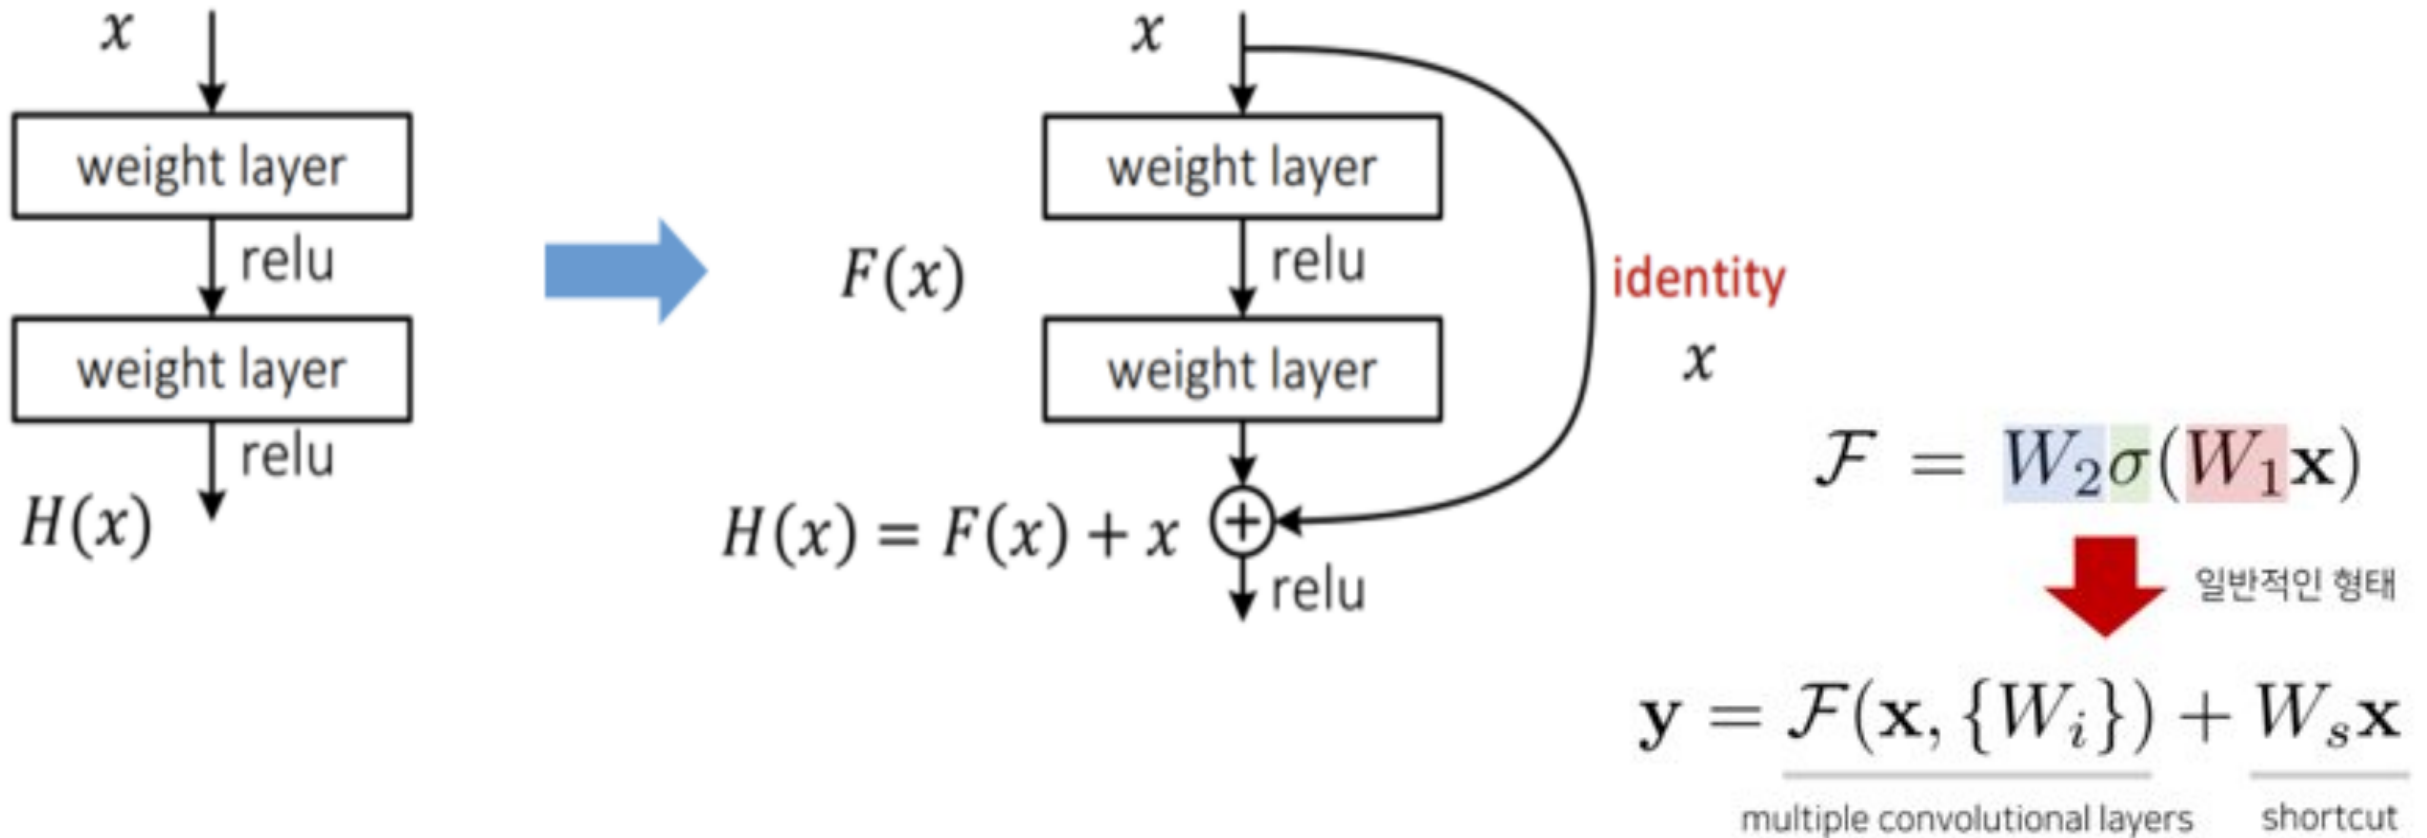 x
weight layer
relu
weight layer
relu
H(x)
x
weight layer
F(x)
relu
identity
x
weight layer
H(x) = F(x) + x
relu
ℱ = W₂σ(W₁x)
일반적인 형태
y = ℱ(x, {Wᵢ}) + Wₛx
multiple convolutional layers
shortcut